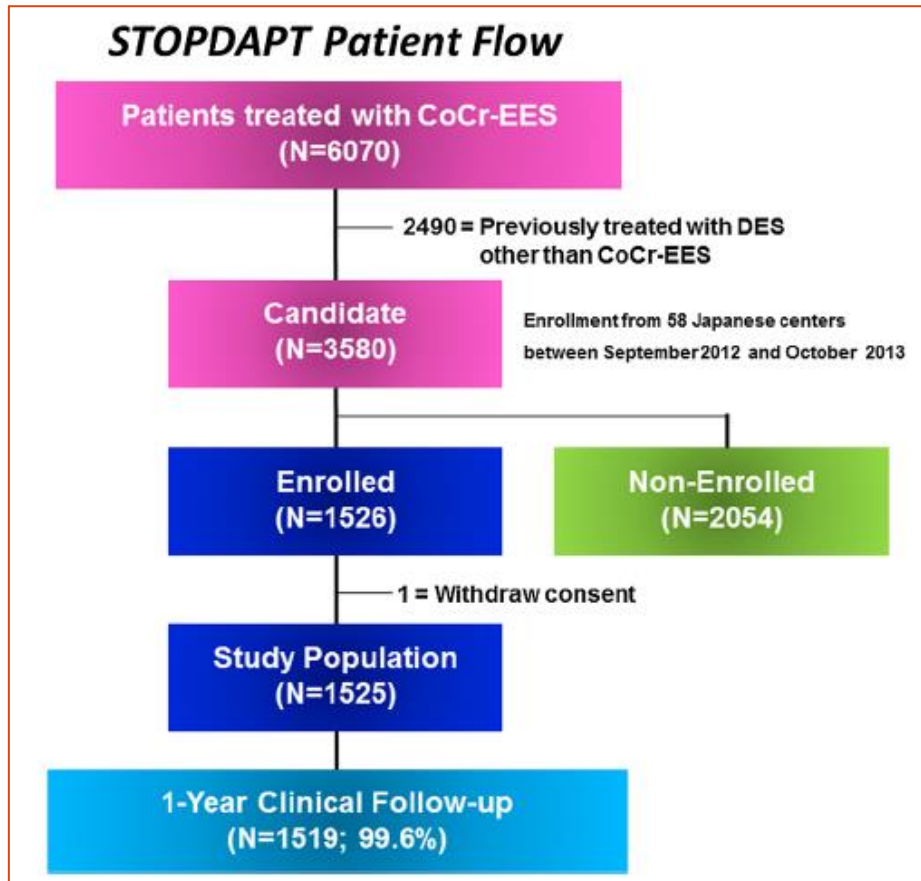 STOPDAPT Patient Flow
Patients treated with CoCr-EES
(N=6070)
2490 = Previously treated with DES
other than CoCr-EES
Candidate
(N=3580)
Enrollment from 58 Japanese centers
between September 2012 and October 2013
Enrolled
(N=1526)
Non-Enrolled
(N=2054)
1 = Withdraw consent
Study Population
(N=1525)
1-Year Clinical Follow-up
(N=1519; 99.6%)